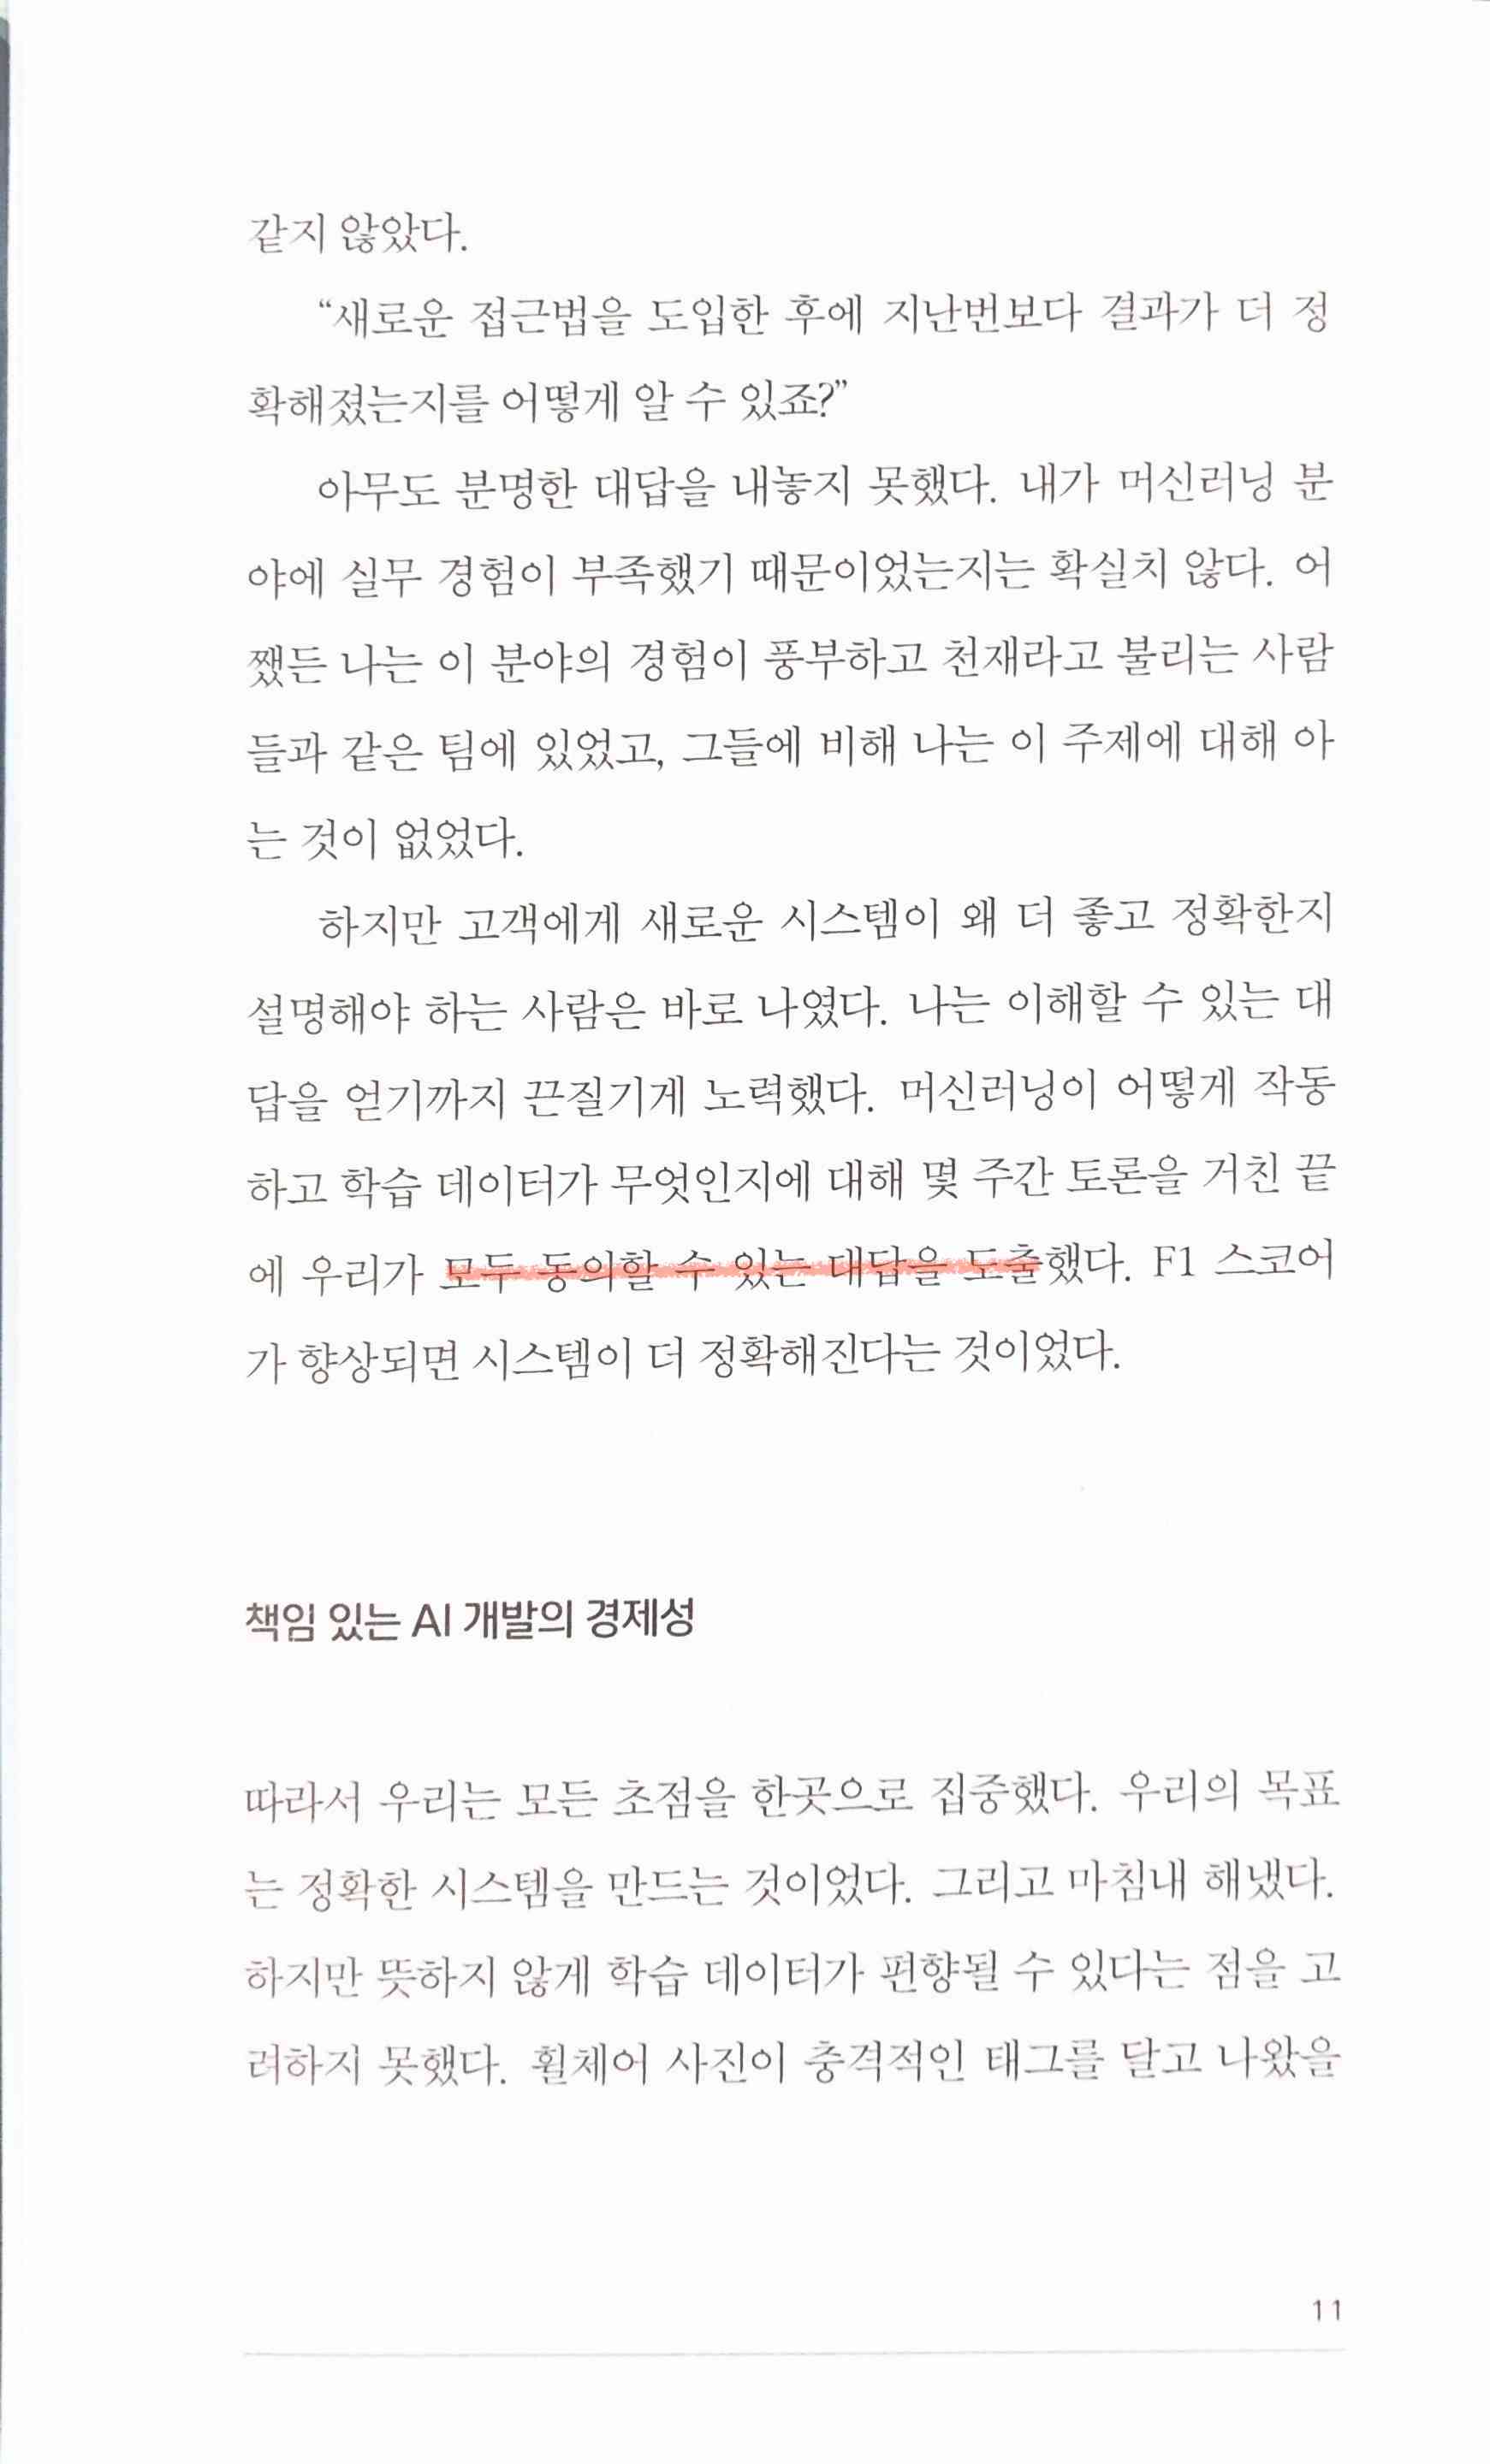 같지 않았다.
“새로운 접근법을 도입한 후에 지난번보다 결과가 더 정
확해졌는지를 어떻게 알 수 있죠?”
아무도 분명한 대답을 내놓지 못했다. 내가 머신러닝 분
야에 실무 경험이 부족했기 때문이었는지는 확실치 않다. 어
쨌든 나는 이 분야의 경험이 풍부하고 천재라고 불리는 사람
들과 같은 팀에 있었고, 그들에 비해 나는 이 주제에 대해 아
는 것이 없었다.
하지만 고객에게 새로운 시스템이 왜 더 좋고 정확한지
설명해야 하는 사람은 바로 나였다. 나는 이해할 수 있는 대
답을 얻기까지 끈질기게 노력했다. 머신러닝이 어떻게 작동
하고 학습 데이터가 무엇인지에 대해 몇 주간 토론을 거친 끝
에 우리가 모두 동의할 수 있는 대답을 도출했다. F1 스코어
가 향상되면 시스템이 더 정확해진다는 것이었다.
책임 있는 AI 개발의 경제성
따라서 우리는 모든 초점을 한곳으로 집중했다. 우리의 목표
는 정확한 시스템을 만드는 것이었다. 그리고 마침내 해냈다.
하지만 뜻하지 않게 학습 데이터가 편향될 수 있다는 점을 고
려하지 못했다. 휠체어 사진이 충격적인 태그를 달고 나왔을
11